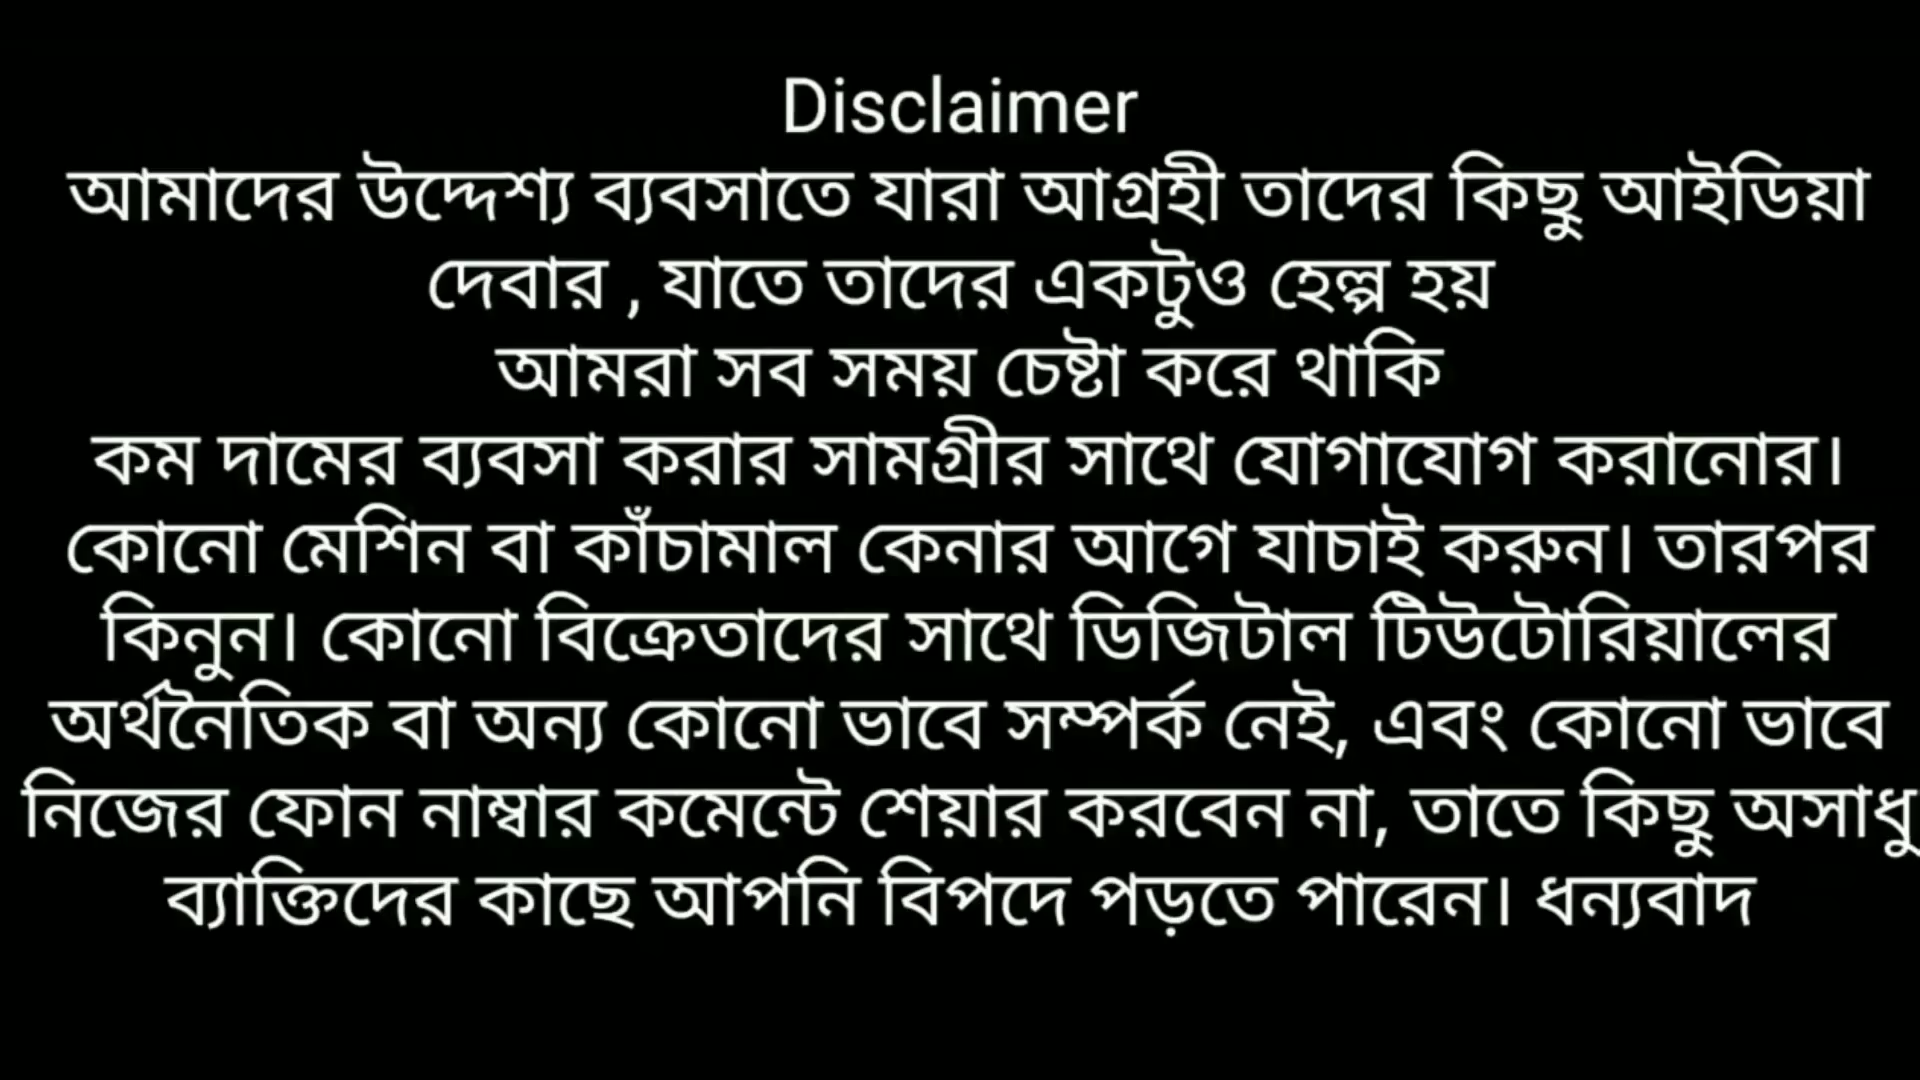 Disclaimer
আমাদের উদ্দেশ্য ব্যবসাতে যারা আগ্রহী তাদের কিছু আইডিয়া
দেবার , যাতে তাদের একটুও হেল্প হয়
আমরা সব সময় চেষ্টা করে থাকি
কম দামের ব্যবসা করার সামগ্রীর সাথে যোগাযোগ করানোর।
কোনো মেশিন বা কাঁচামাল কেনার আগে যাচাই করুন। তারপর
কিনুন। কোনো বিক্রেতাদের সাথে ডিজিটাল টিউটোরিয়ালের
অর্থনৈতিক বা অন্য কোনো ভাবে সম্পর্ক নেই, এবং কোনো ভাবে
নিজের ফোন নাম্বার কমেন্টে শেয়ার করবেন না, তাতে কিছু অসাধু
ব্যাক্তিদের কাছে আপনি বিপদে পড়তে পারেন। ধন্যবাদ